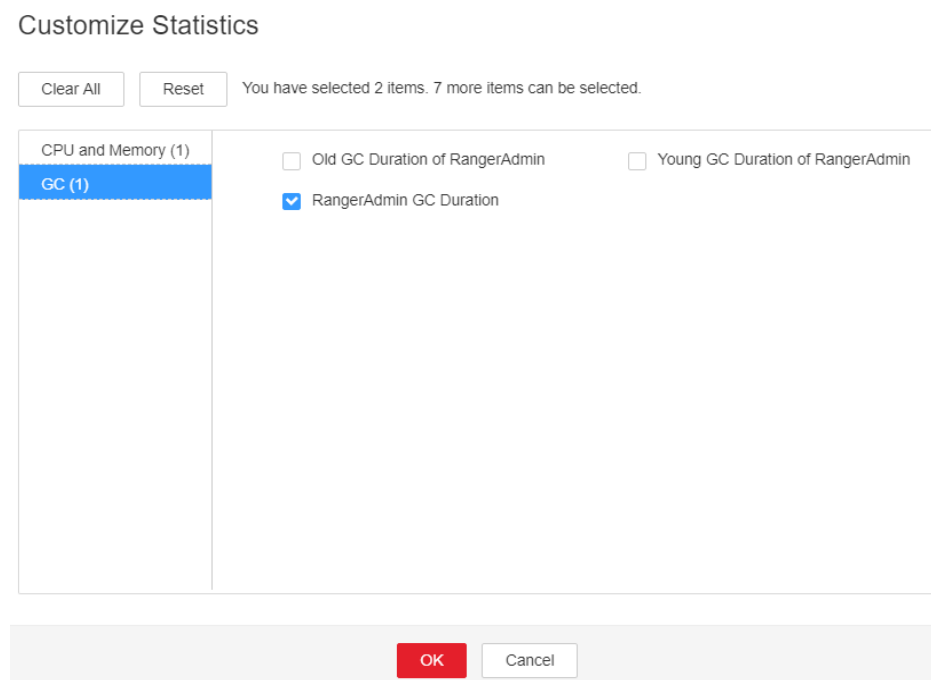 Customize Statistics
Clear All Reset You have selected 2 items. 7 more items can be selected.
CPU and Memory (1)
GC (1)
Old GC Duration of RangerAdmin Young GC Duration of RangerAdmin
RangerAdmin GC Duration
OK Cancel